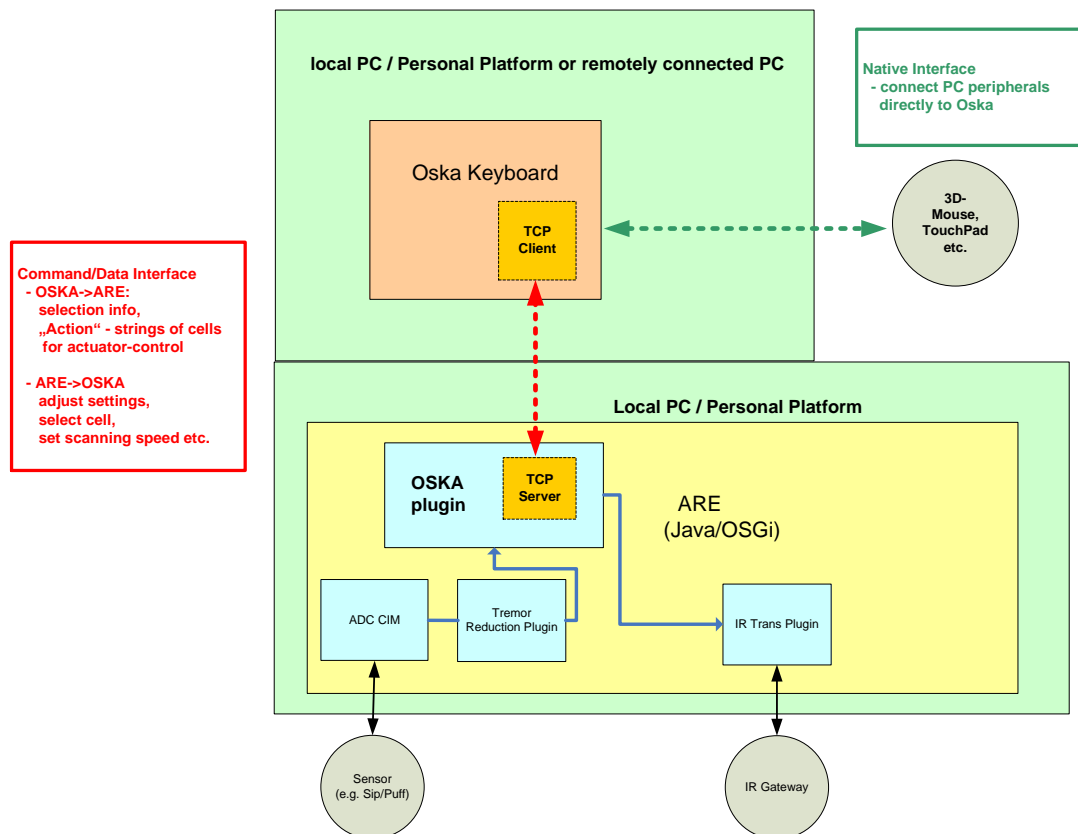 local PC / Personal Platform or remotely connected PC
Native Interface
- connect PC peripherals
directly to Oska
Oska Keyboard
TCP
Client
3D-
Mouse,
TouchPad
etc.
Command/Data Interface
- OSKA->ARE:
selection info,
„Action“ - strings of cells
for actuator-control
- ARE->OSKA
adjust settings,
select cell,
set scanning speed etc.
Local PC / Personal Platform
OSKA
plugin
TCP
Server
ARE
(Java/OSGi)
ADC CIM
Tremor
Reduction Plugin
IR Trans Plugin
Sensor
(e.g. Sip/Puff)
IR Gateway